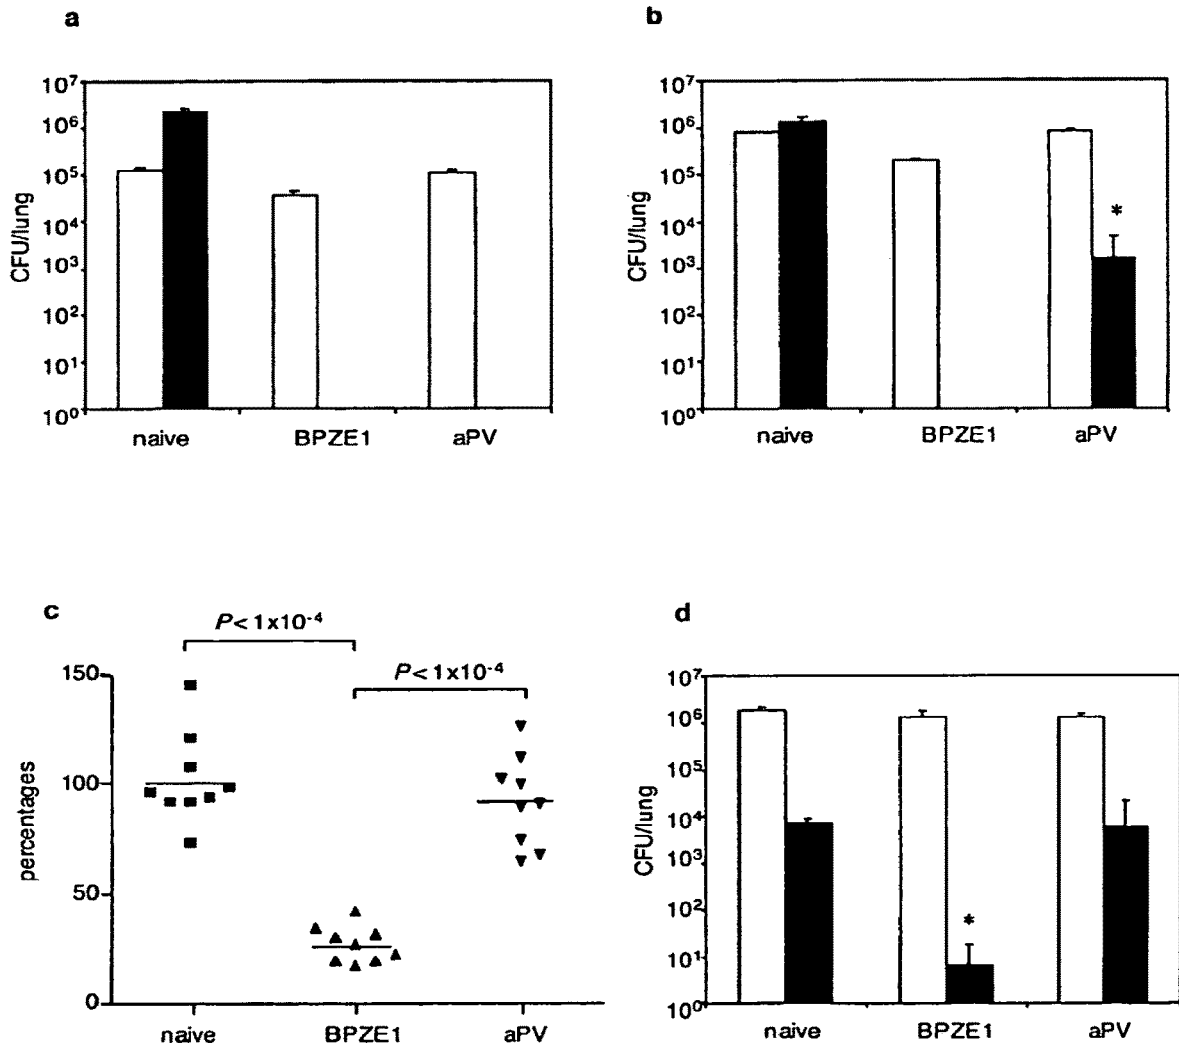 a
10⁷
10⁶
10⁵
10⁴
10³
10²
10¹
10⁰
CFU/lung
naive BPZE1 aPV
b
10⁷
10⁶
10⁵
10⁴
10³
10²
10¹
10⁰
CFU/lung
*
naive BPZE1 aPV
c
P< 1x10⁻⁴
P< 1x10⁻⁴
150
100
50
0
percentages
naive BPZE1 aPV
d
10⁷
10⁶
10⁵
10⁴
10³
10²
10¹
10⁰
CFU/lung
*
naive BPZE1 aPV